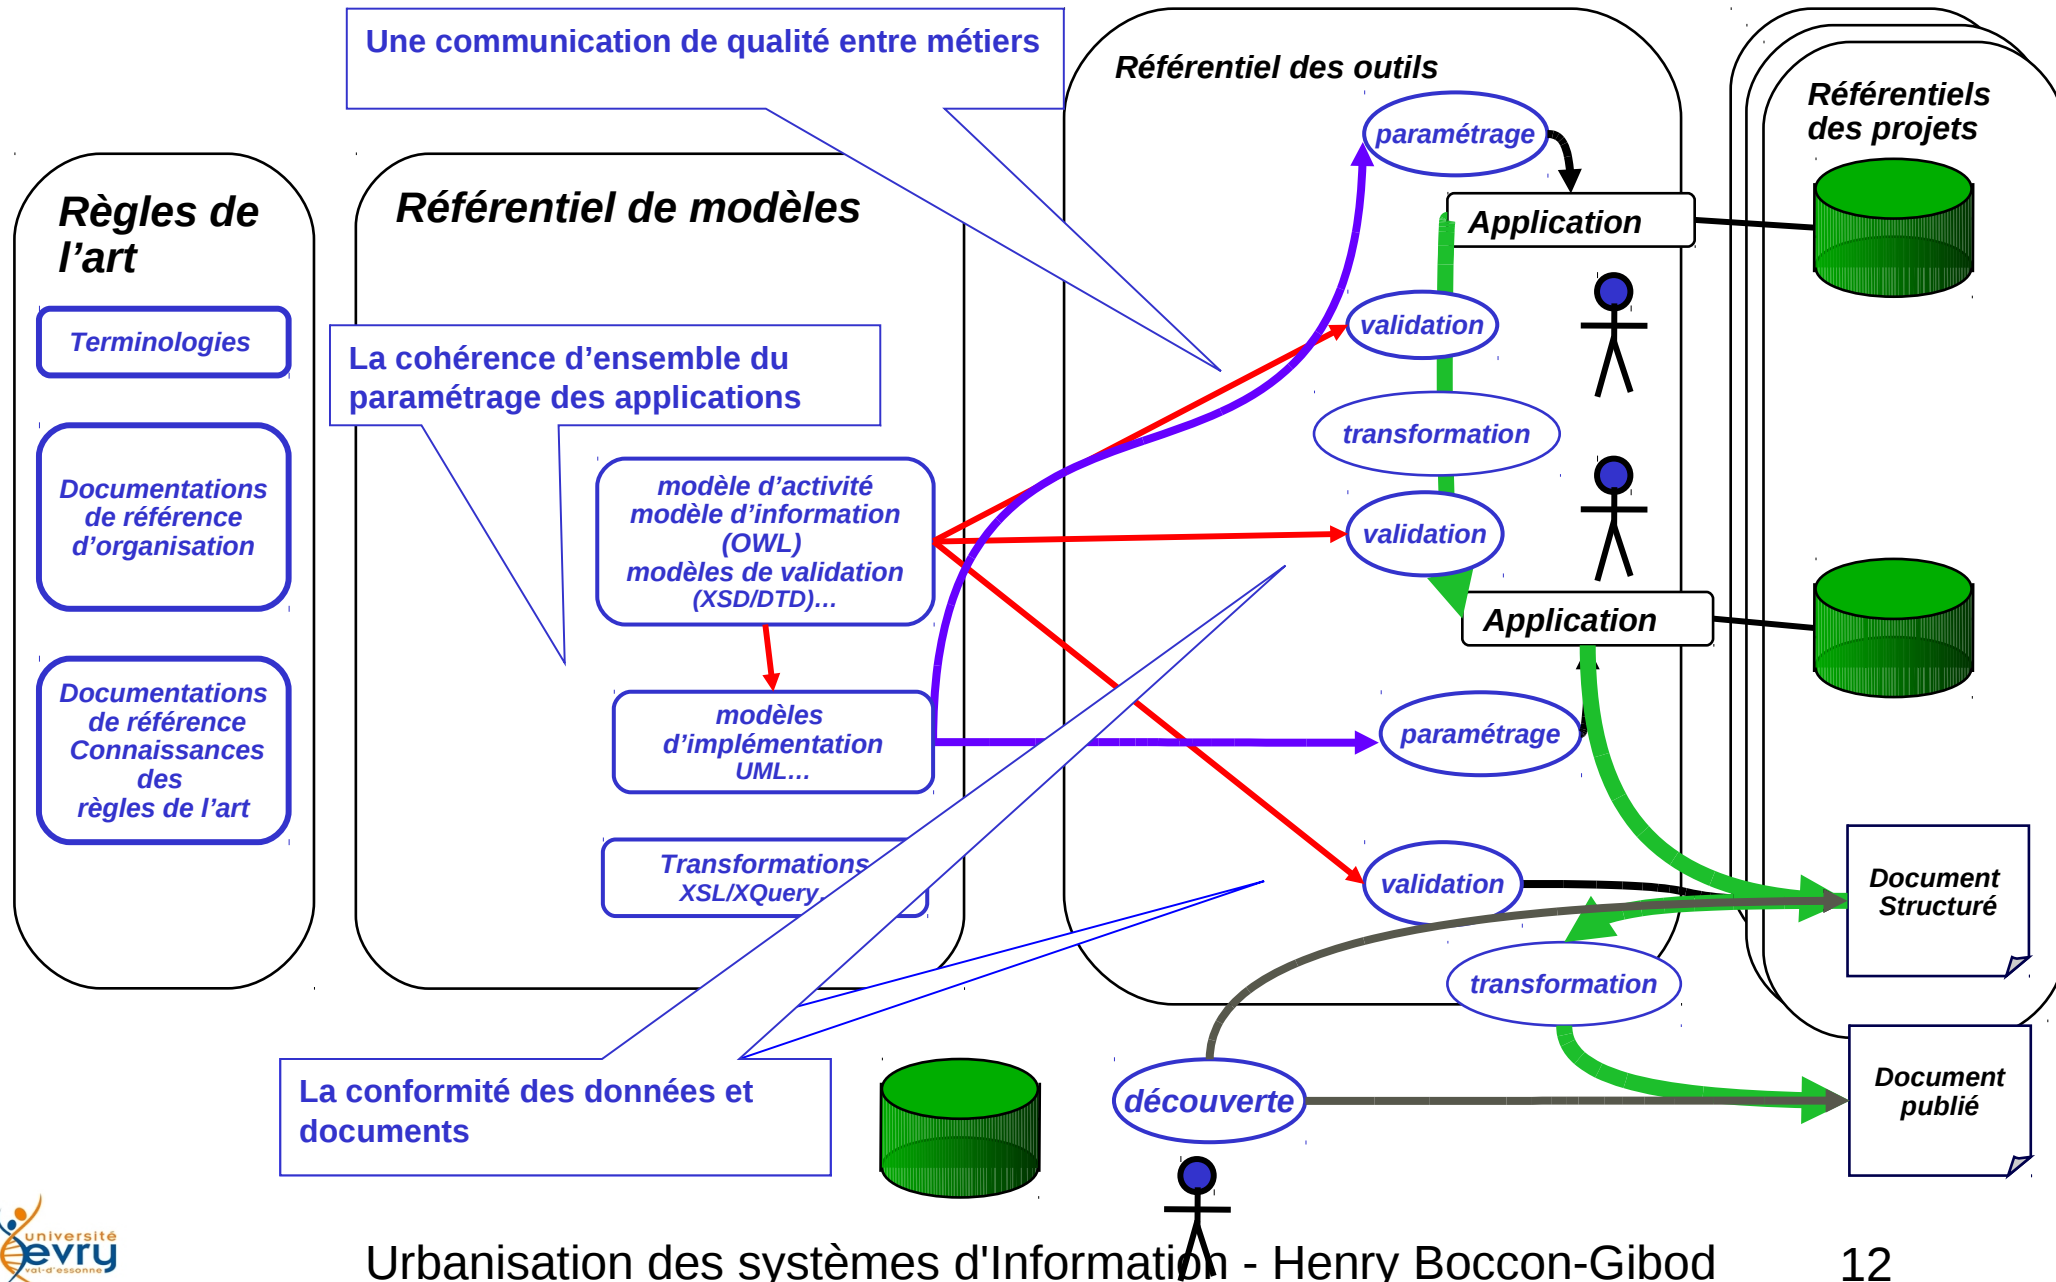 Une communication de qualité entre métiers
Référentiel des outils
Référentiels
des projets
paramétrage
Règles de
l’art
Référentiel de modèles
Application
Terminologies
validation
La cohérence d’ensemble du
paramétrage des applications
transformation
Documentations
de référence
d’organisation
modèle d’activité
modèle d’information
(OWL)
modèles de validation
(XSD/DTD)…
validation
Application
Documentations
de référence
Connaissances
des
règles de l’art
modèles
d’implémentation
UML…
paramétrage
Transformations
XSL/XQuery
validation
Document
Structuré
transformation
La conformité des données et
documents
découverte
Document
publié
université
evry
val-d'essonne
Urbanisation des systèmes d'Information - Henry Boccon-Gibod
12